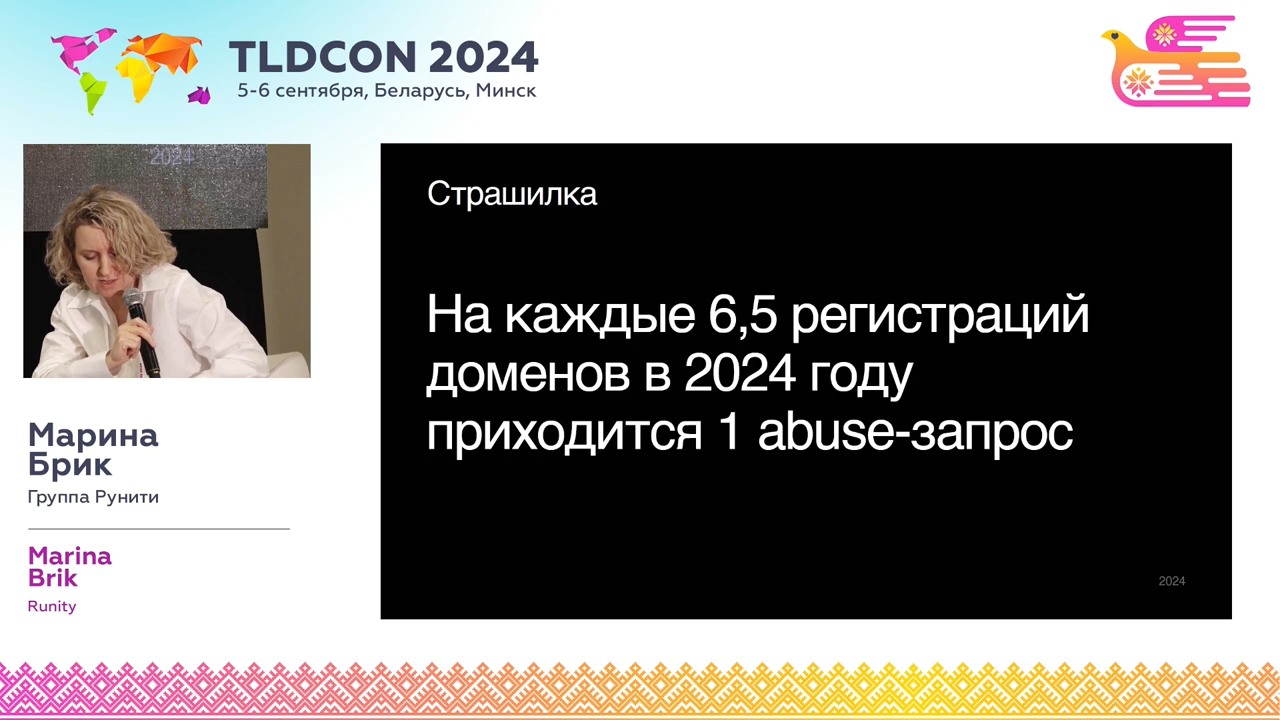 TLDCON 2024
5-6 сентября, Беларусь, Минск
2024
Марина
Брик
Группа Рунити
Marina
Brik
Runity
Страшилка
На каждые 6,5 регистраций
доменов в 2024 году
приходится 1 abuse-запрос
2024